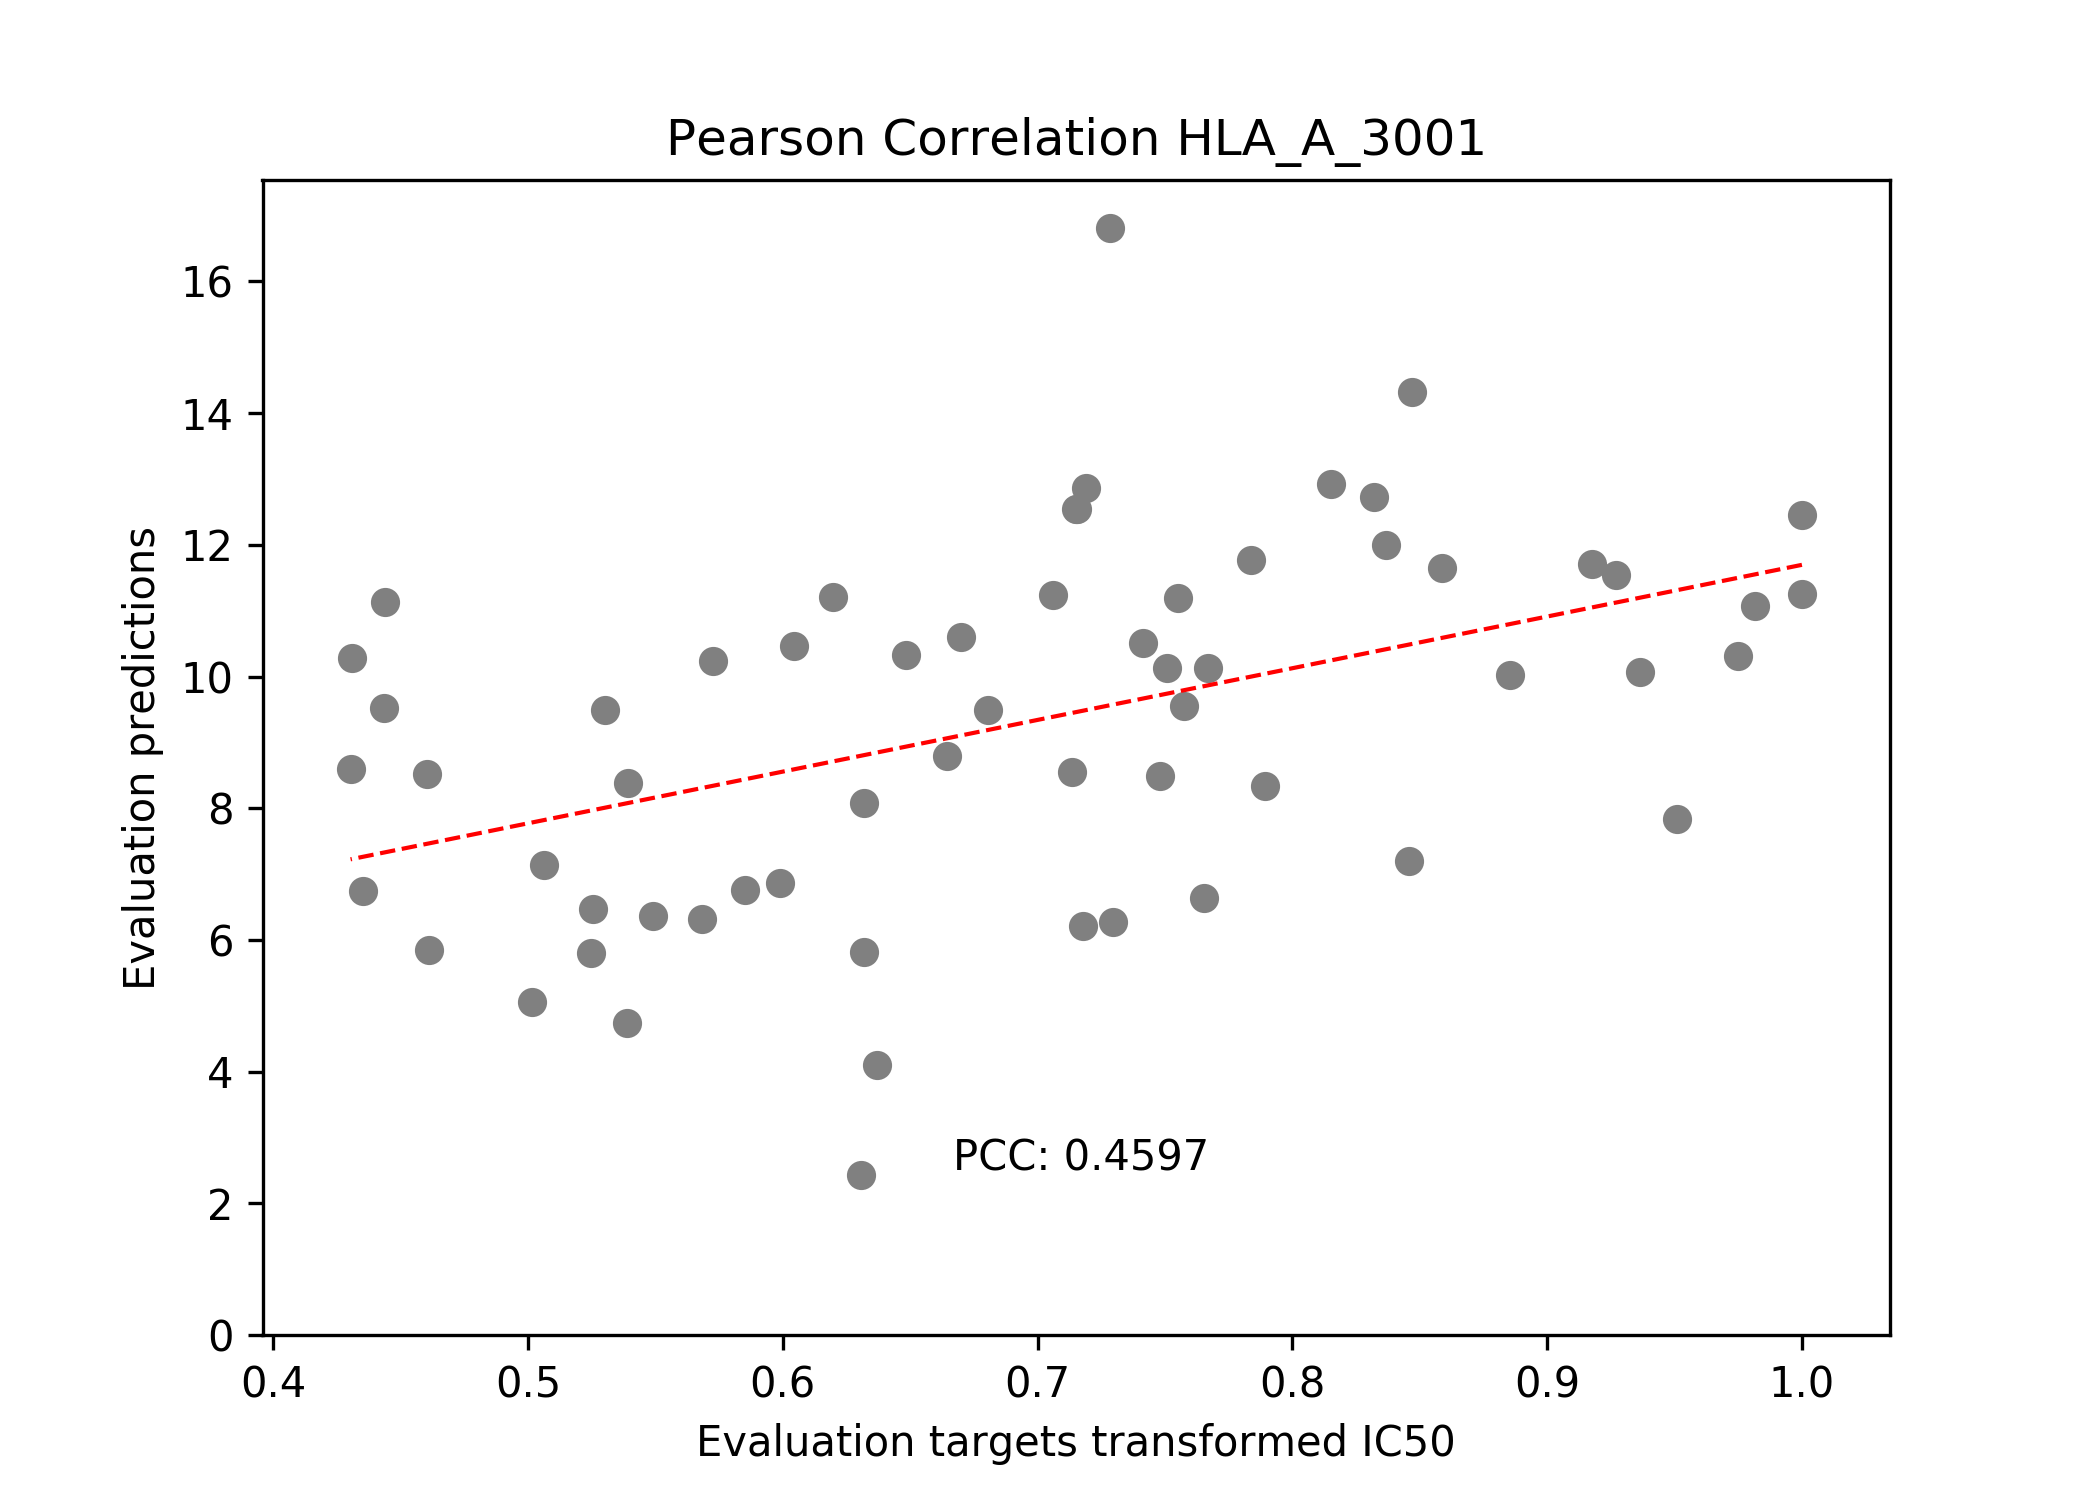 Pearson Correlation HLA_A_3001
Evaluation predictions
16
14
12
10
8
6
4
2
0
PCC: 0.4597
0.4 0.5 0.6 0.7 0.8 0.9 1.0
Evaluation targets transformed IC50